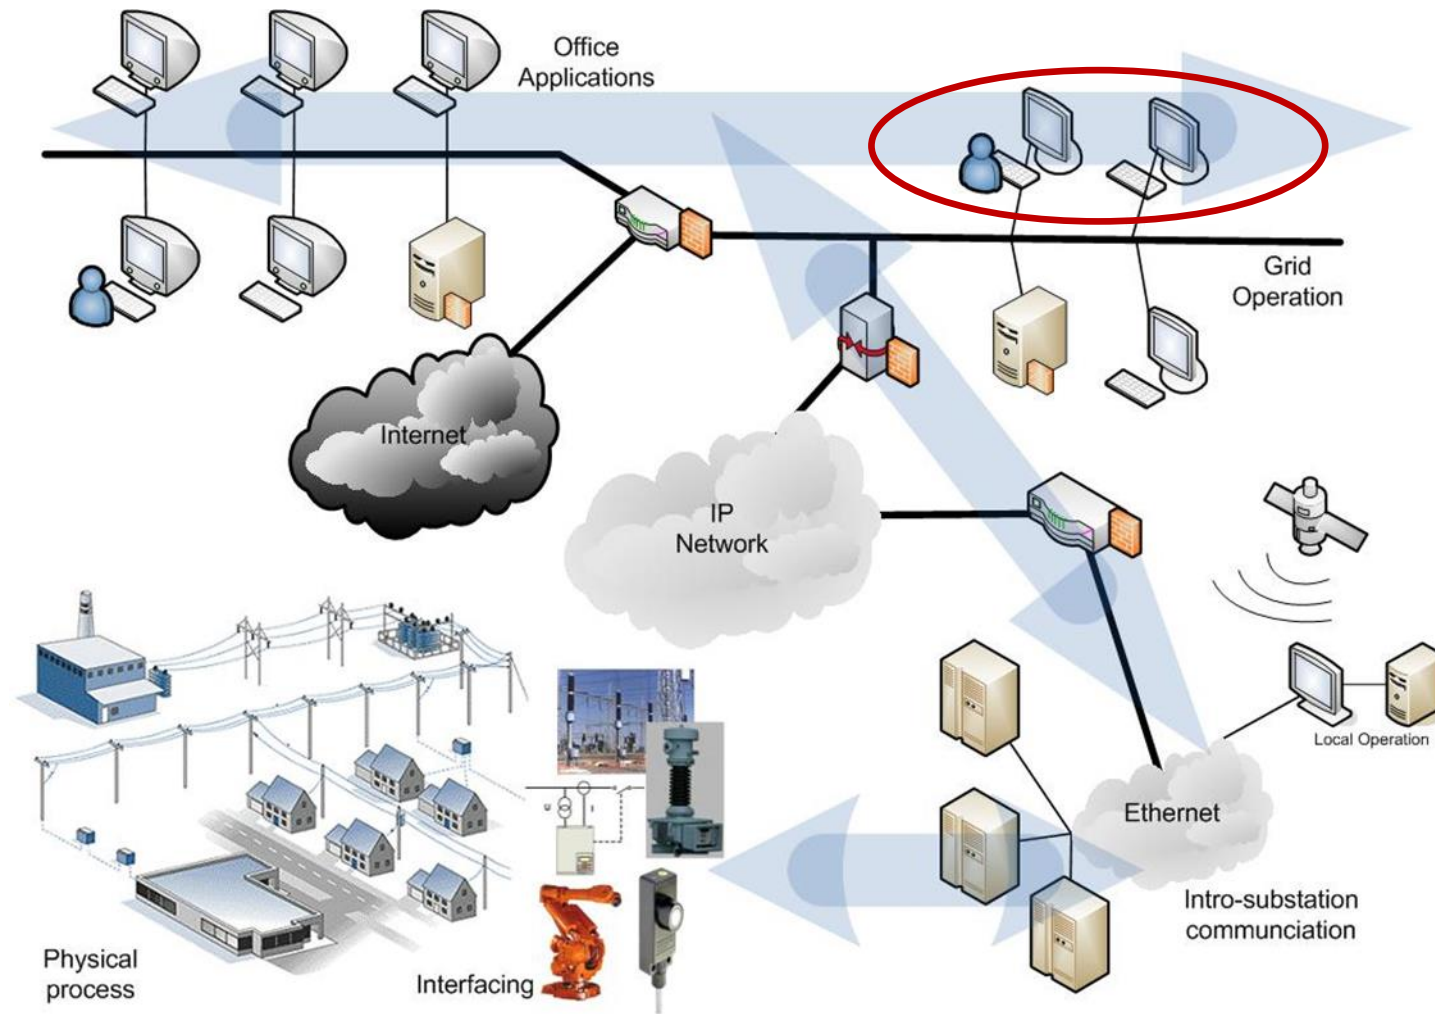 Office
Applications
Grid
Operation
Internet
IP
Network
Local Operation
Ethernet
Intro-substation
communciation
Physical
process
Interfacing